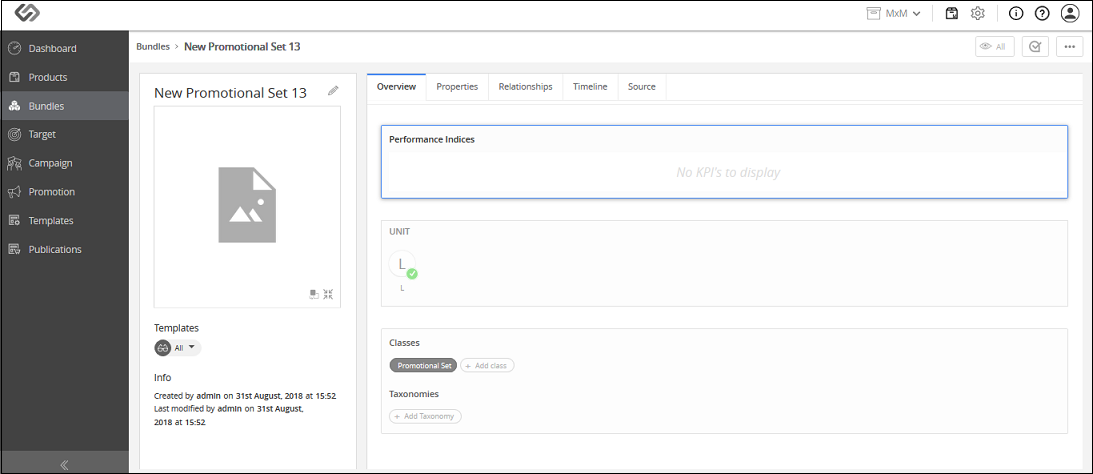 MxM
Dashboard
Products
Bundles
Target
Campaign
Promotion
Templates
Publications
Bundles > New Promotional Set 13
All
New Promotional Set 13
Templates
All
Info
Created by admin on 31st August, 2018 at 15:52
Last modified by admin on 31st August,
2018 at 15:52
Overview Properties Relationships Timeline Source
Performance Indices
No KPI's to display
UNIT
L
L
Classes
Promotional Set + Add class
Taxonomies
+ Add Taxonomy